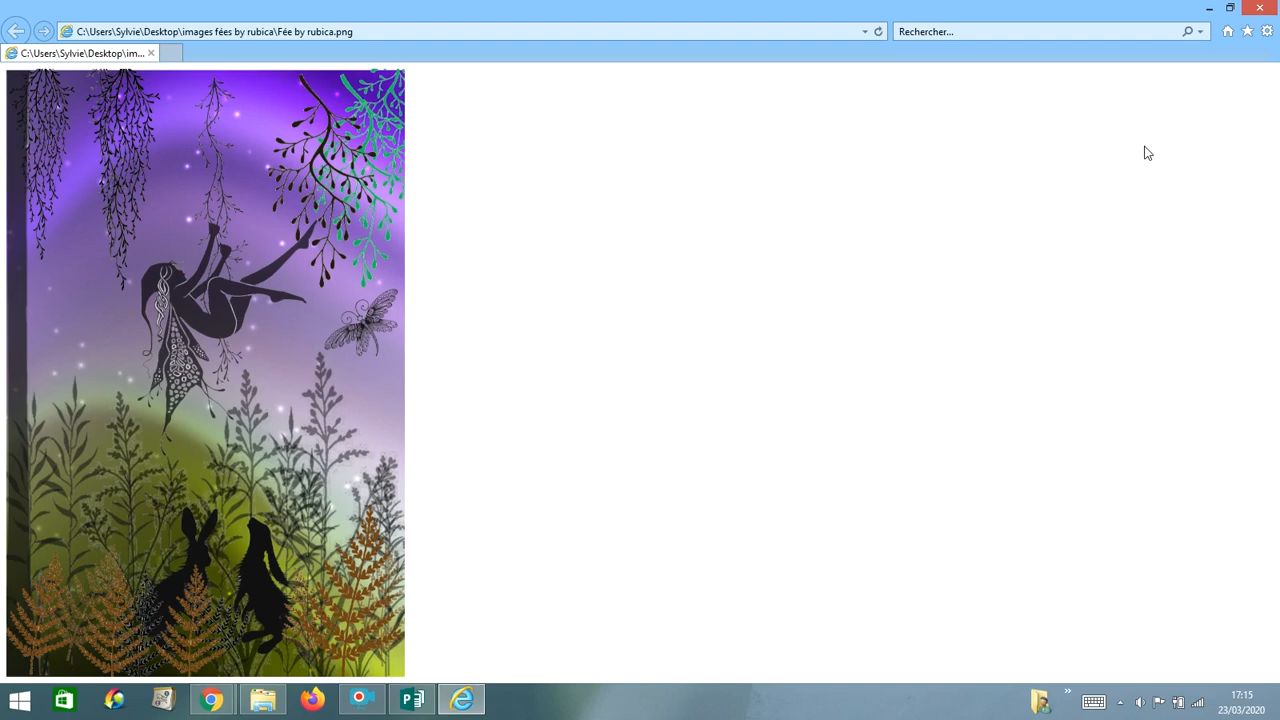 C:\Users\Sylvie\Desktop\images fées by rubica\Fée by rubica.png
Rechercher...
C:\Users\Sylvie\Desktop\im...
17:15
23/03/2020